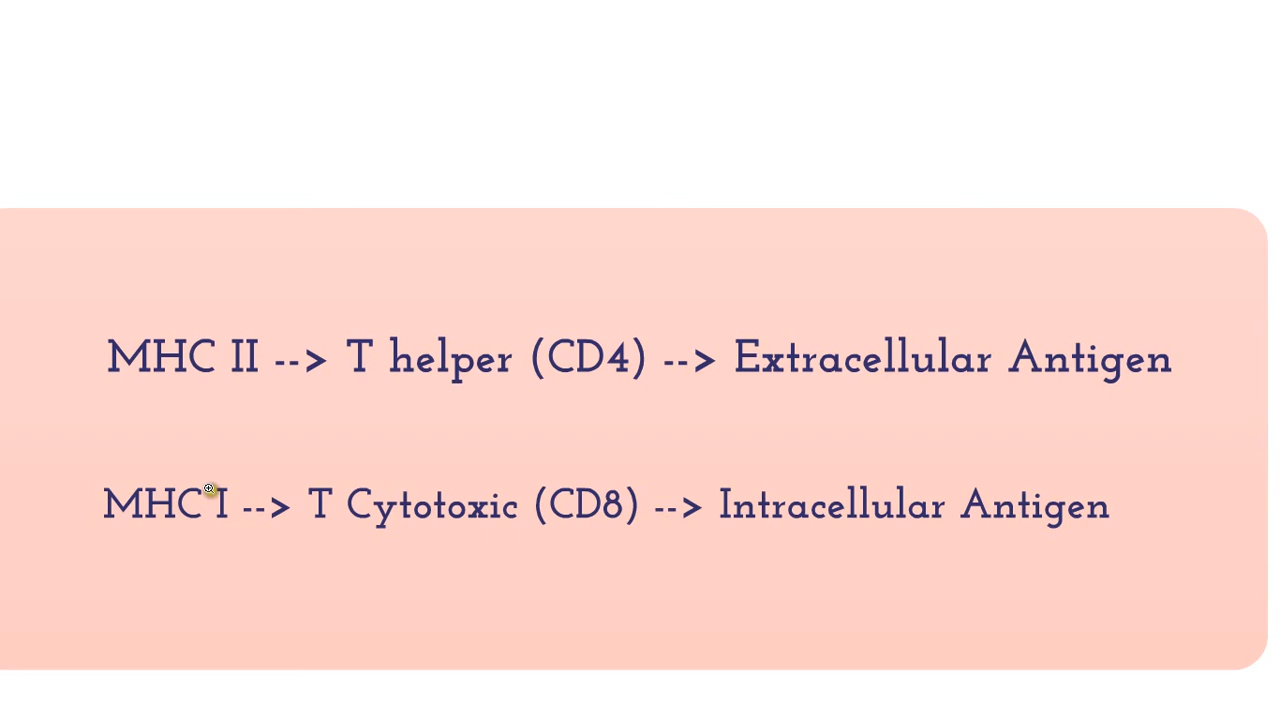 MHC II --> T helper (CD4) --> Extracellular Antigen
MHC I --> T Cytotoxic (CD8) --> Intracellular Antigen